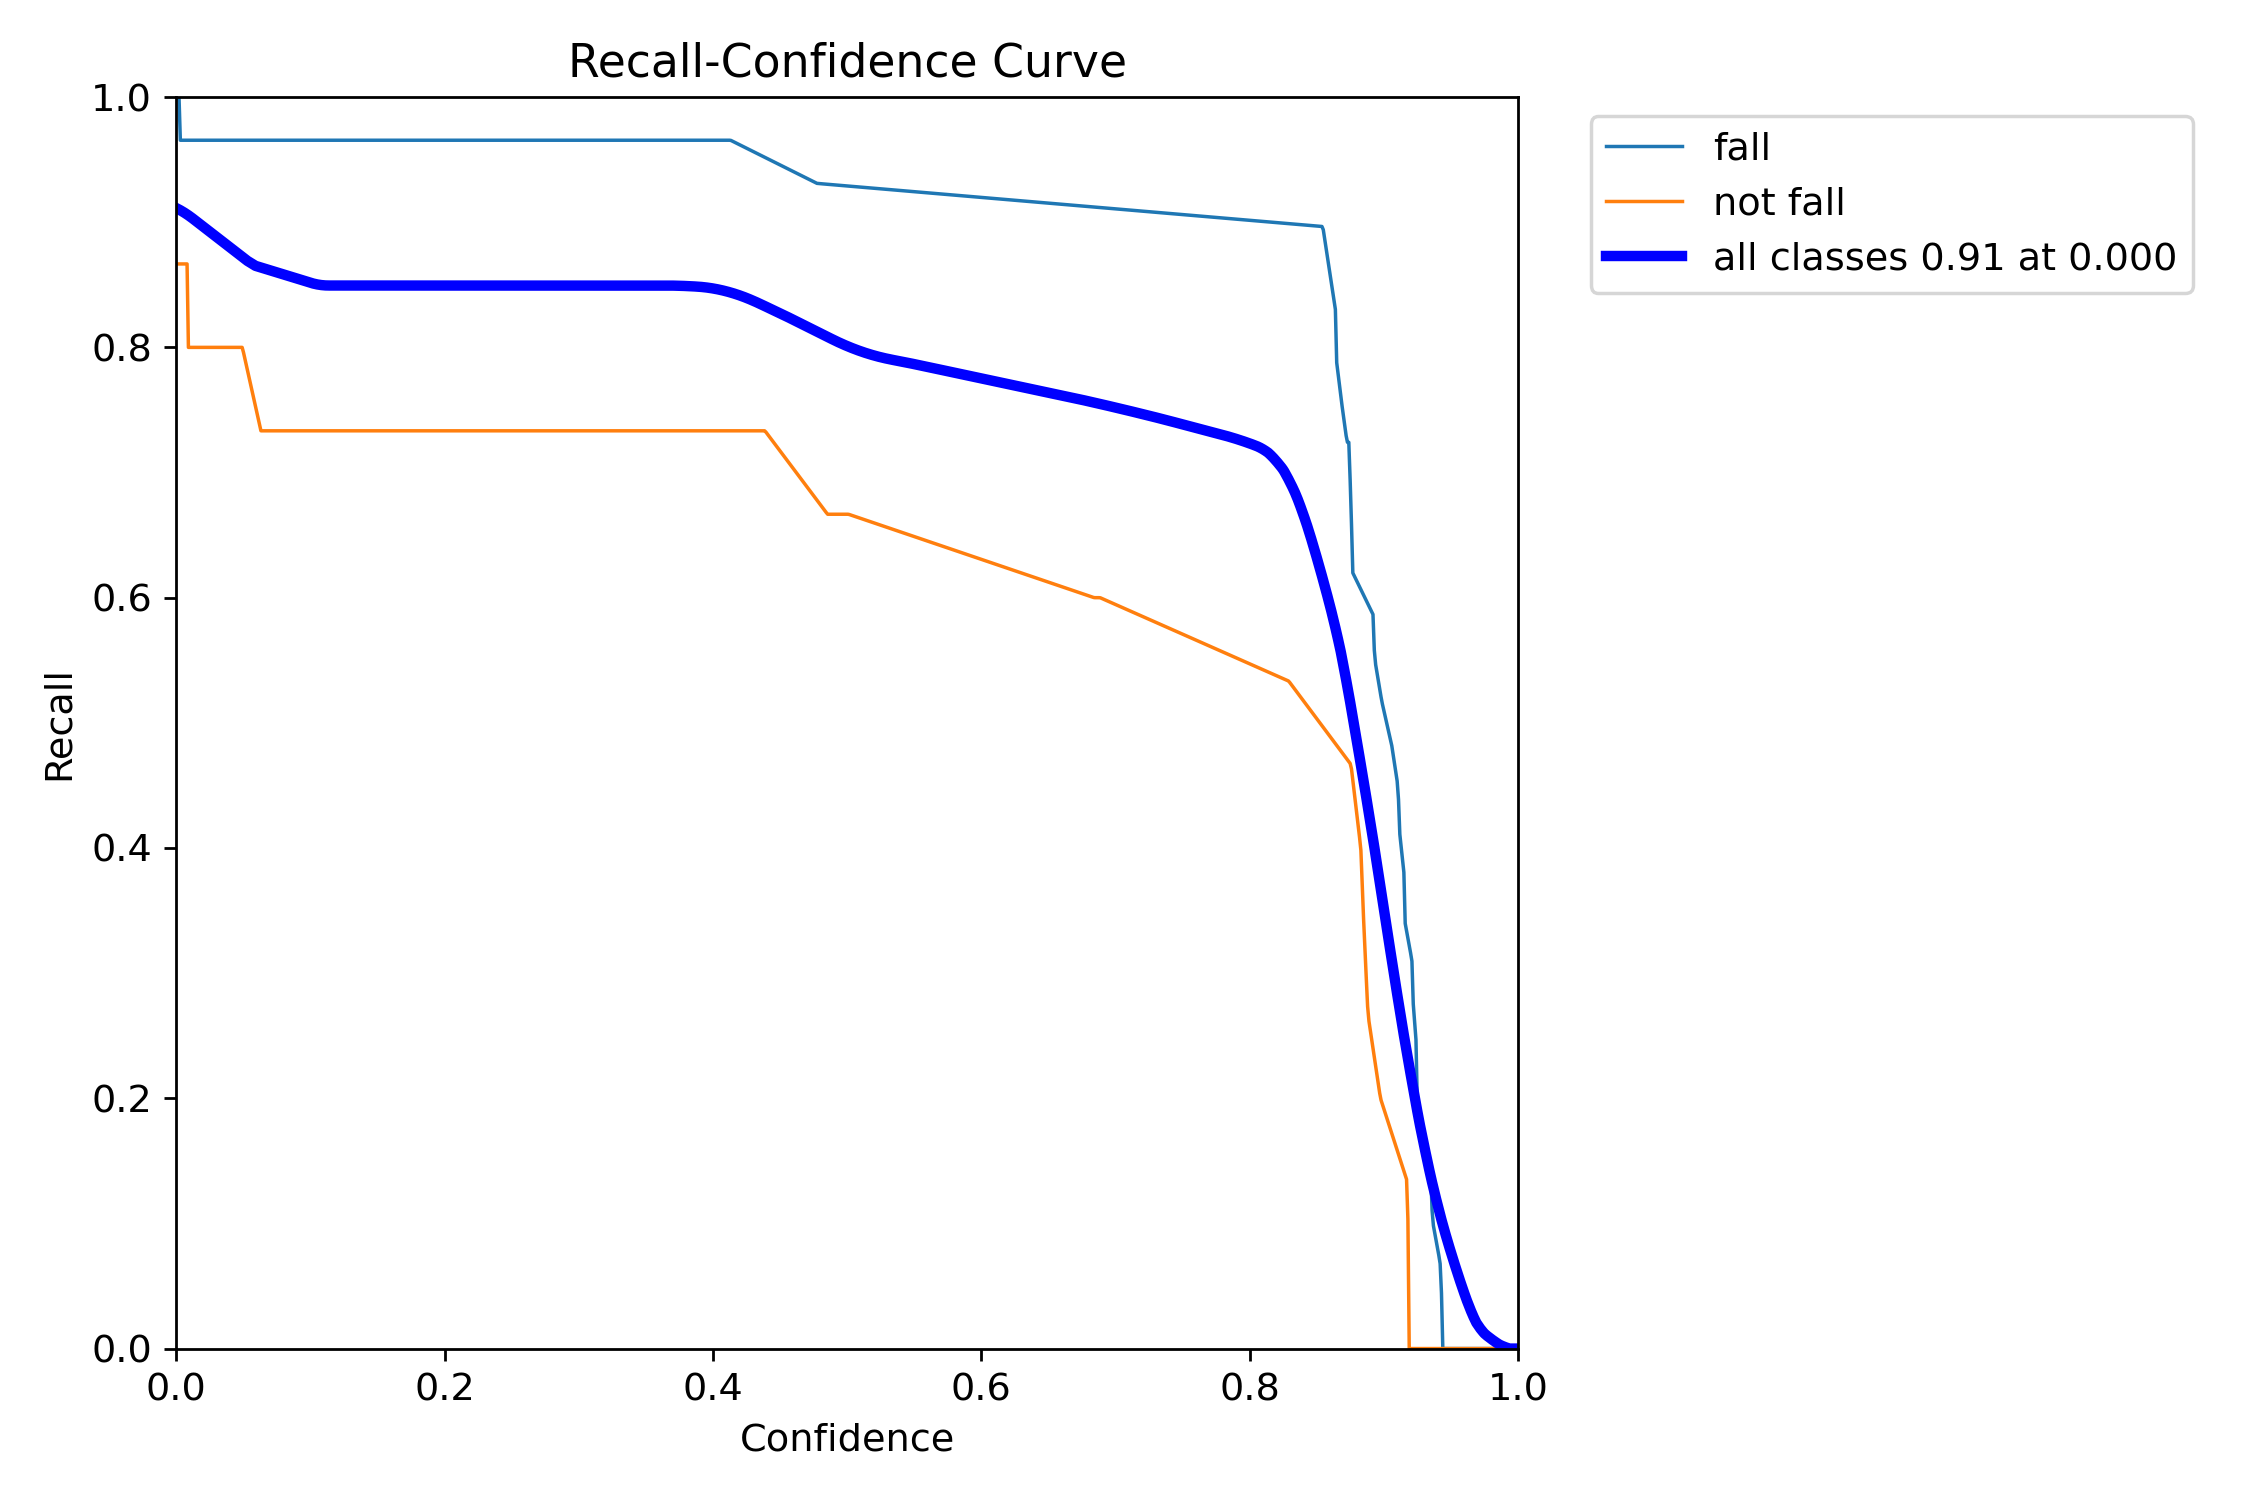 Recall-Confidence Curve
1.0
0.8
0.6
0.4
0.2
0.0
Recall
0.0 0.2 0.4 0.6 0.8 1.0
Confidence
fall
not fall
all classes 0.91 at 0.000